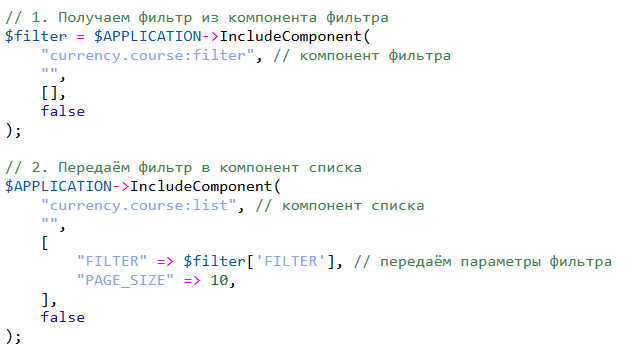 // 1. Получаем фильтр из компонента фильтра
$filter = $APPLICATION->IncludeComponent(
    "currency.course:filter", // компонент фильтра
    "",
    [],
    false
);

// 2. Передаём фильтр в компонент списка
$APPLICATION->IncludeComponent(
    "currency.course:list", // компонент списка
    "",
    [
        "FILTER" => $filter['FILTER'], // передаём параметры фильтра
        "PAGE_SIZE" => 10,
    ],
    false
);